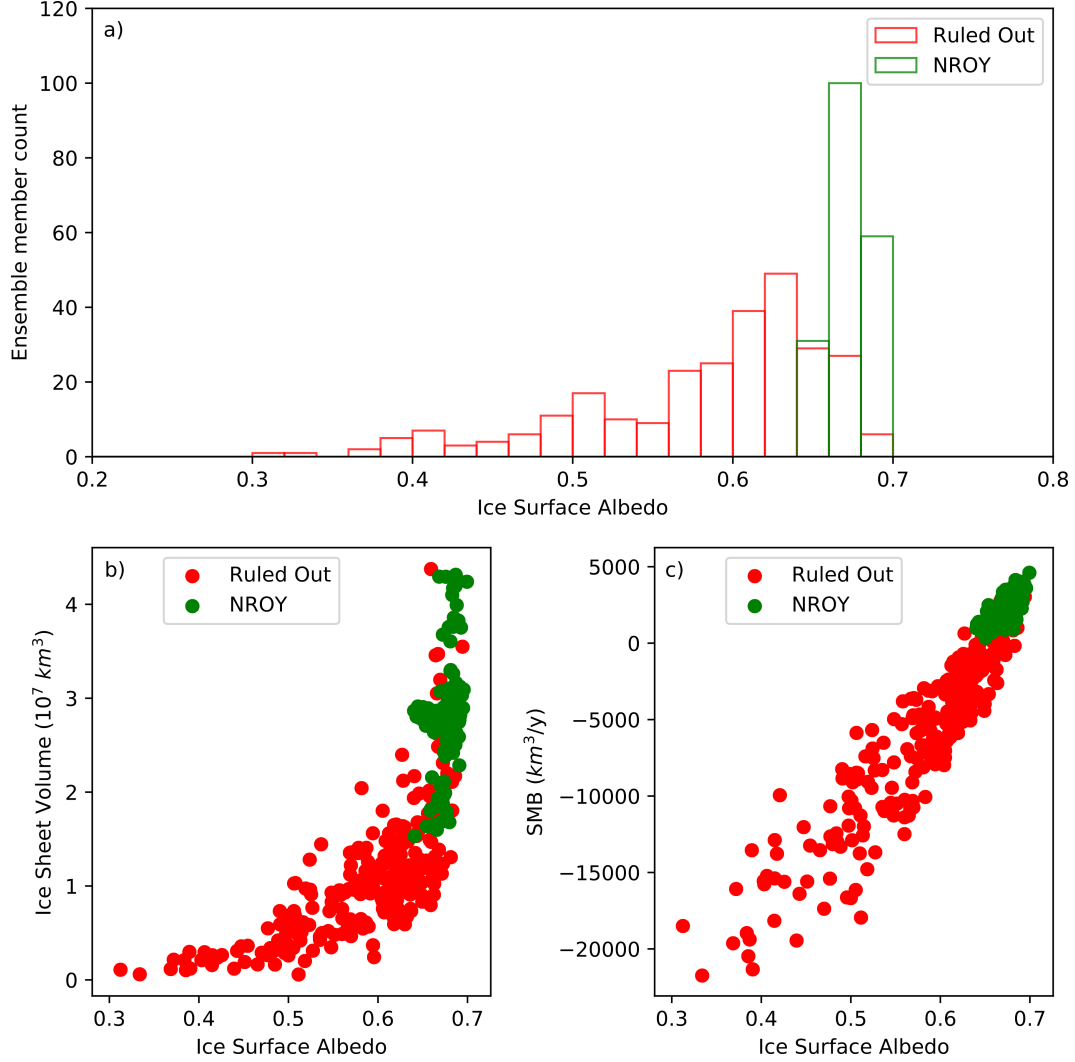 a)
Ruled Out
NROY
Ensemble member count
120
100
80
60
40
20
0
0.2 0.3 0.4 0.5 0.6 0.7 0.8
Ice Surface Albedo
b)
Ruled Out
NROY
Ice Sheet Volume (10⁷ km³)
4
3
2
1
0
0.3 0.4 0.5 0.6 0.7
Ice Surface Albedo
c)
Ruled Out
NROY
SMB (km³/y)
5000
0
−5000
−10000
−15000
−20000
0.3 0.4 0.5 0.6 0.7
Ice Surface Albedo